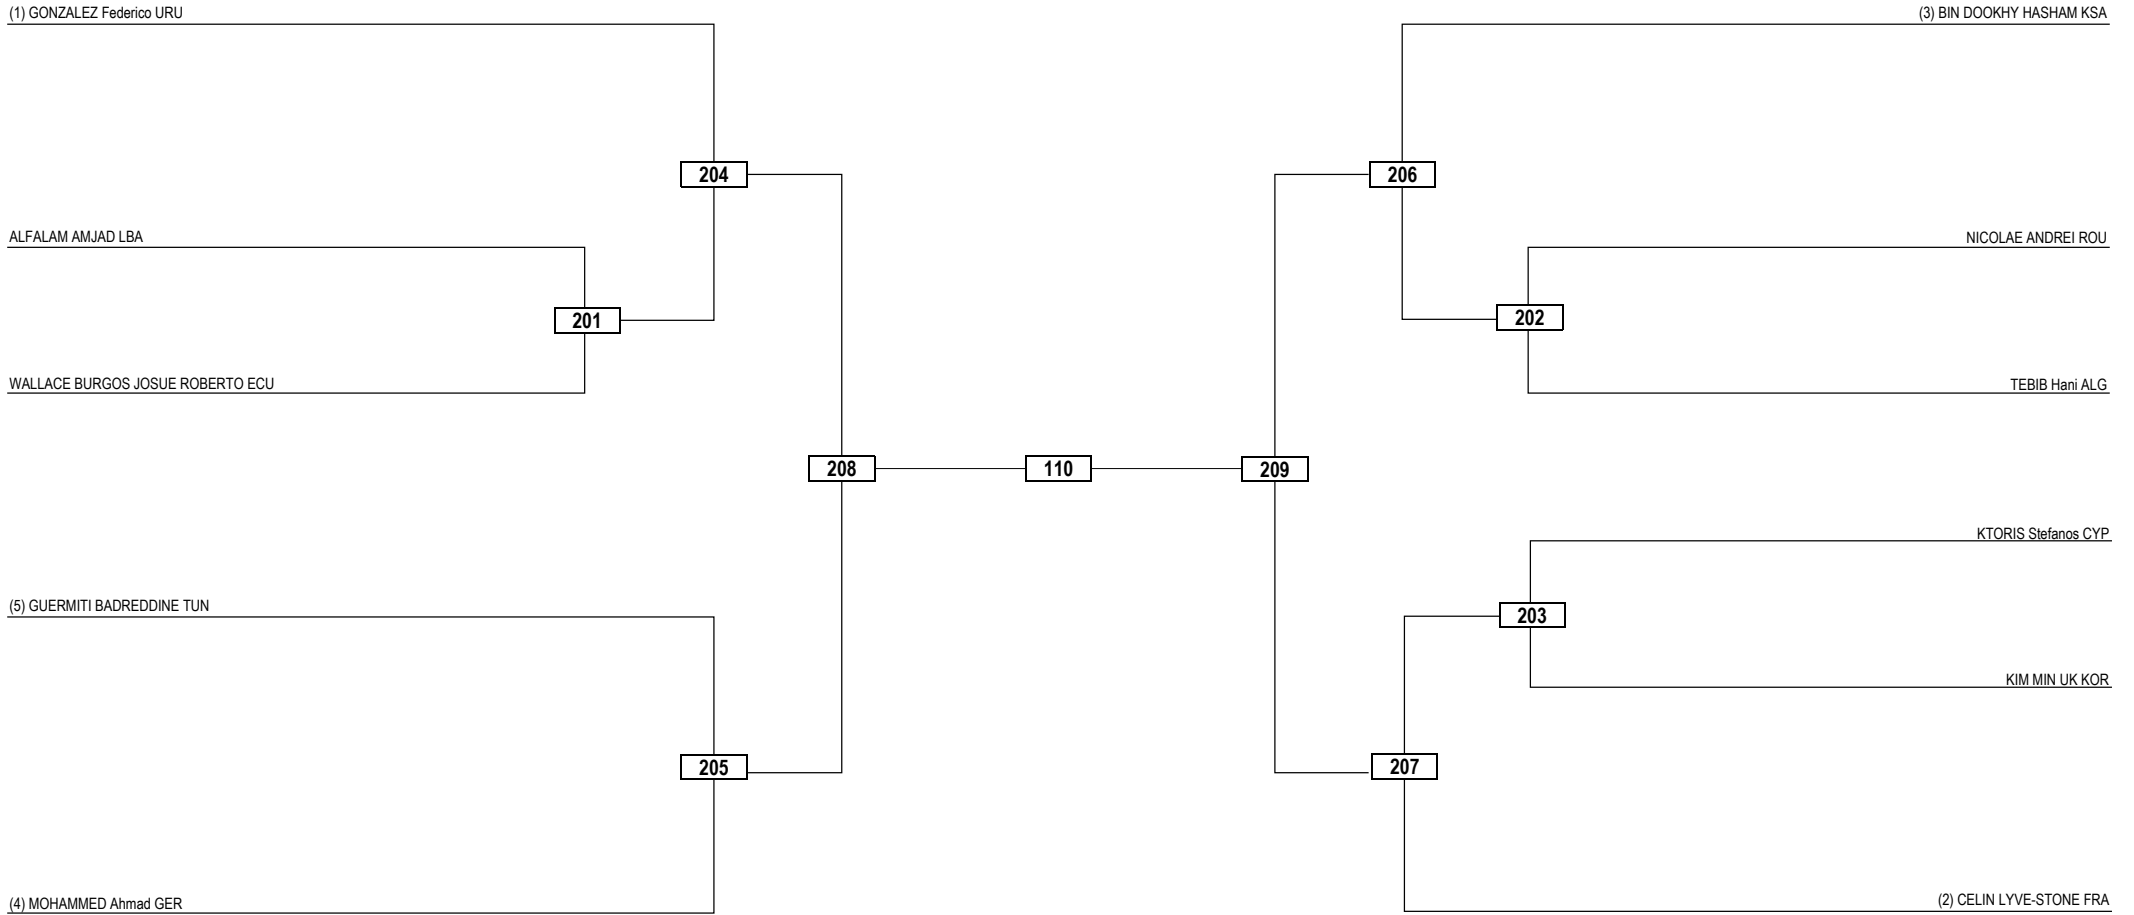 (1) GONZALEZ Federico URU
(3) BIN DOOKHY HASHAM KSA
204
206
ALFALAM AMJAD LBA
NICOLAE ANDREI ROU
201
202
WALLACE BURGOS JOSUE ROBERTO ECU
TEBIB Hani ALG
208
110
209
KTORIS Stefanos CYP
(5) GUERMITI BADREDDINE TUN
203
KIM MIN UK KOR
205
207
(4) MOHAMMED Ahmad GER
(2) CELIN LYVE-STONE FRA